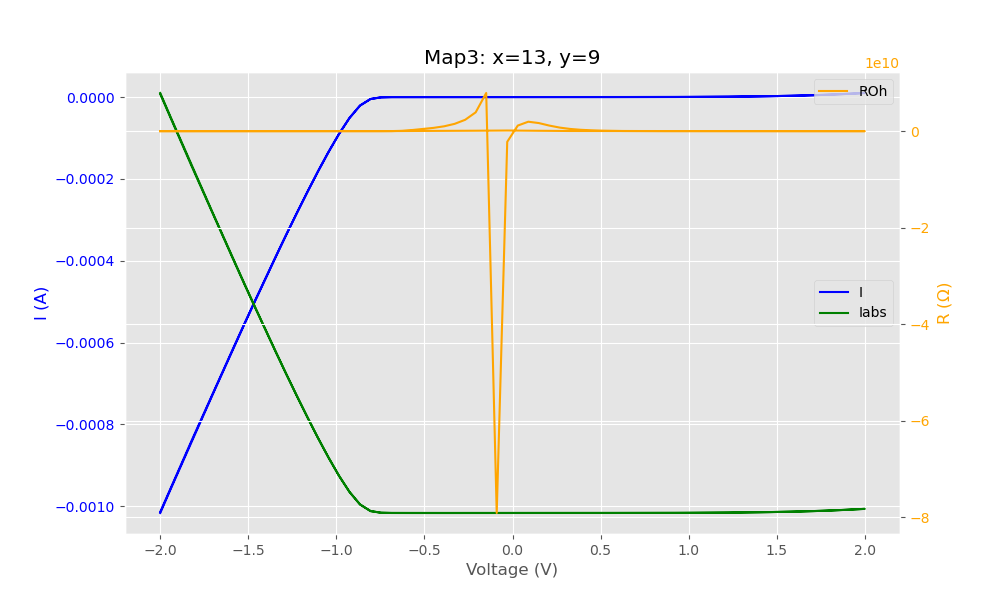 Map3: x=13, y=9
1e10
ROh
0.0000
−0.0002
−0.0004
−0.0006
−0.0008
−0.0010
I (A)
0
−2
−4
−6
−8
R (Ω)
I
Iabs
−2.0 −1.5 −1.0 −0.5 0.0 0.5 1.0 1.5 2.0
Voltage (V)